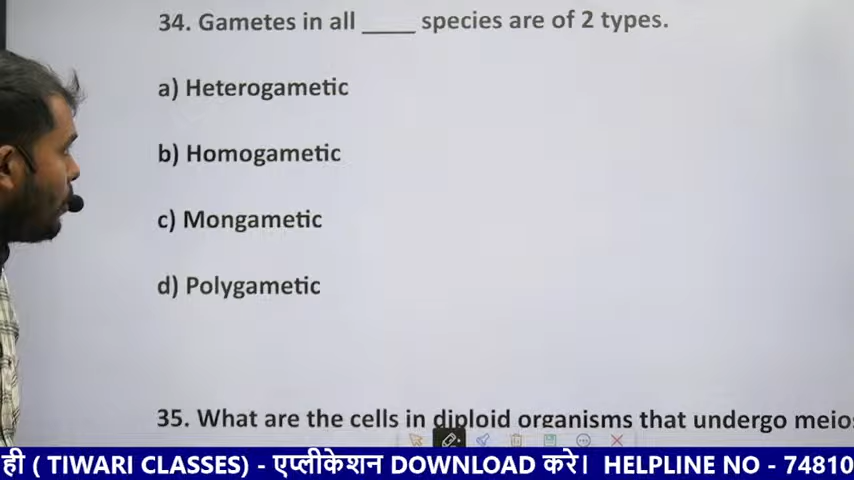 34. Gametes in all ____ species are of 2 types.
a) Heterogametic
b) Homogametic
c) Mongametic
d) Polygametic
35. What are the cells in diploid organisms that undergo meio
ही ( TIWARI CLASSES) - एप्लीकेशन DOWNLOAD करे। HELPLINE NO - 74810